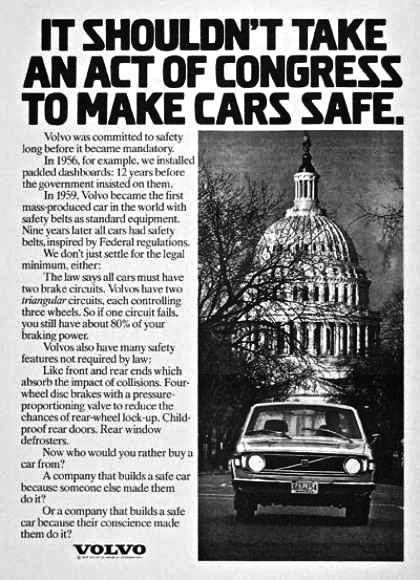 IT SHOULDN'T TAKE
AN ACT OF CONGRESS
TO MAKE CARS SAFE.
Volvo was committed to safety
long before it became mandatory.
In 1956, for example, we installed
padded dashboards: 12 years before
the government insisted on them.
In 1959, Volvo became the first
mass-produced car in the world with
safety belts as standard equipment.
Nine years later all cars had safety
belts, inspired by Federal regulations.
We don't just settle for the legal
minimum, either:
The law says all cars must have
two brake circuits. Volvos have two
triangular circuits, each controlling
three wheels. So if one circuit fails,
you still have about 80% of your
braking power.
Volvos also have many safety
features not required by law:
Like front and rear ends which
absorb the impact of collisions. Four-
wheel disc brakes with a pressure-
proportioning valve to reduce the
chances of rear-wheel lock-up. Child-
proof rear doors. Rear window
defrosters.
Now who would you rather buy a
car from?
A company that builds a safe car
because someone else made them
do it?
Or a company that builds a safe
car because their conscience made
them do it?
VOLVO